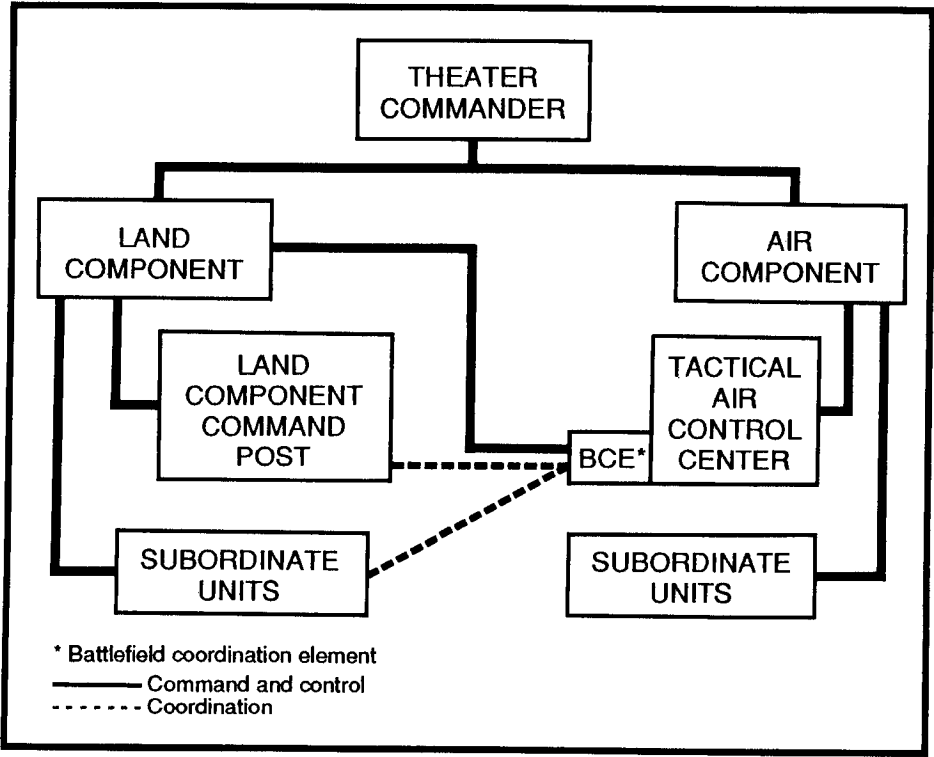 THEATER
COMMANDER
LAND
COMPONENT
AIR
COMPONENT
LAND
COMPONENT
COMMAND
POST
TACTICAL
AIR
CONTROL
CENTER
BCE*
SUBORDINATE
UNITS
SUBORDINATE
UNITS
* Battlefield coordination element
Command and control
Coordination